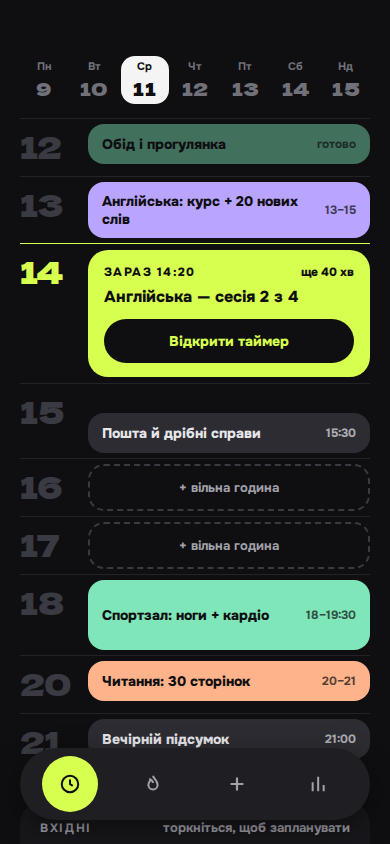 Пн Вт Ср Чт Пт Сб Нд
9 10 11 12 13 14 15
12 Обід і прогулянка готово
13 Англійська: курс + 20 нових
слів 13–15
14 ЗАРАЗ 14:20 ще 40 хв
Англійська — сесія 2 з 4
Відкрити таймер
15 Пошта й дрібні справи 15:30
16 + вільна година
17 + вільна година
18 Спортзал: ноги + кардіо 18–19:30
20 Читання: 30 сторінок 20–21
21 Вечірній підсумок 21:00
ВХІДНІ торкніться, щоб запланувати